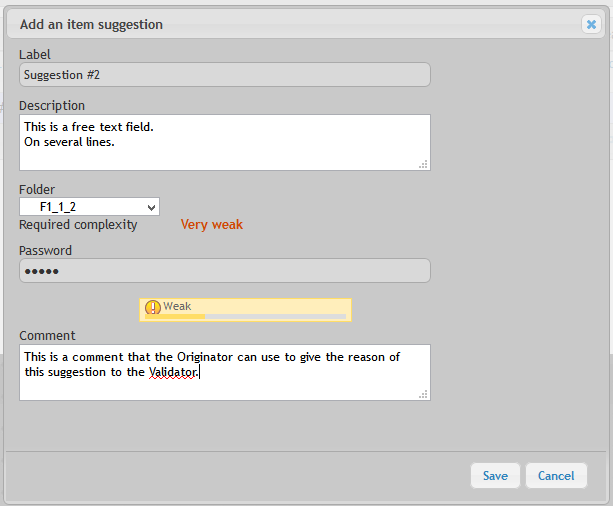 Add an item suggestion
Label
Suggestion #2
Description
This is a free text field.
On several lines.
Folder
F1_1_2
Required complexity Very weak
Password
•••••
Weak
Comment
This is a comment that the Originator can use to give the reason of
this suggestion to the Validator.
Save Cancel